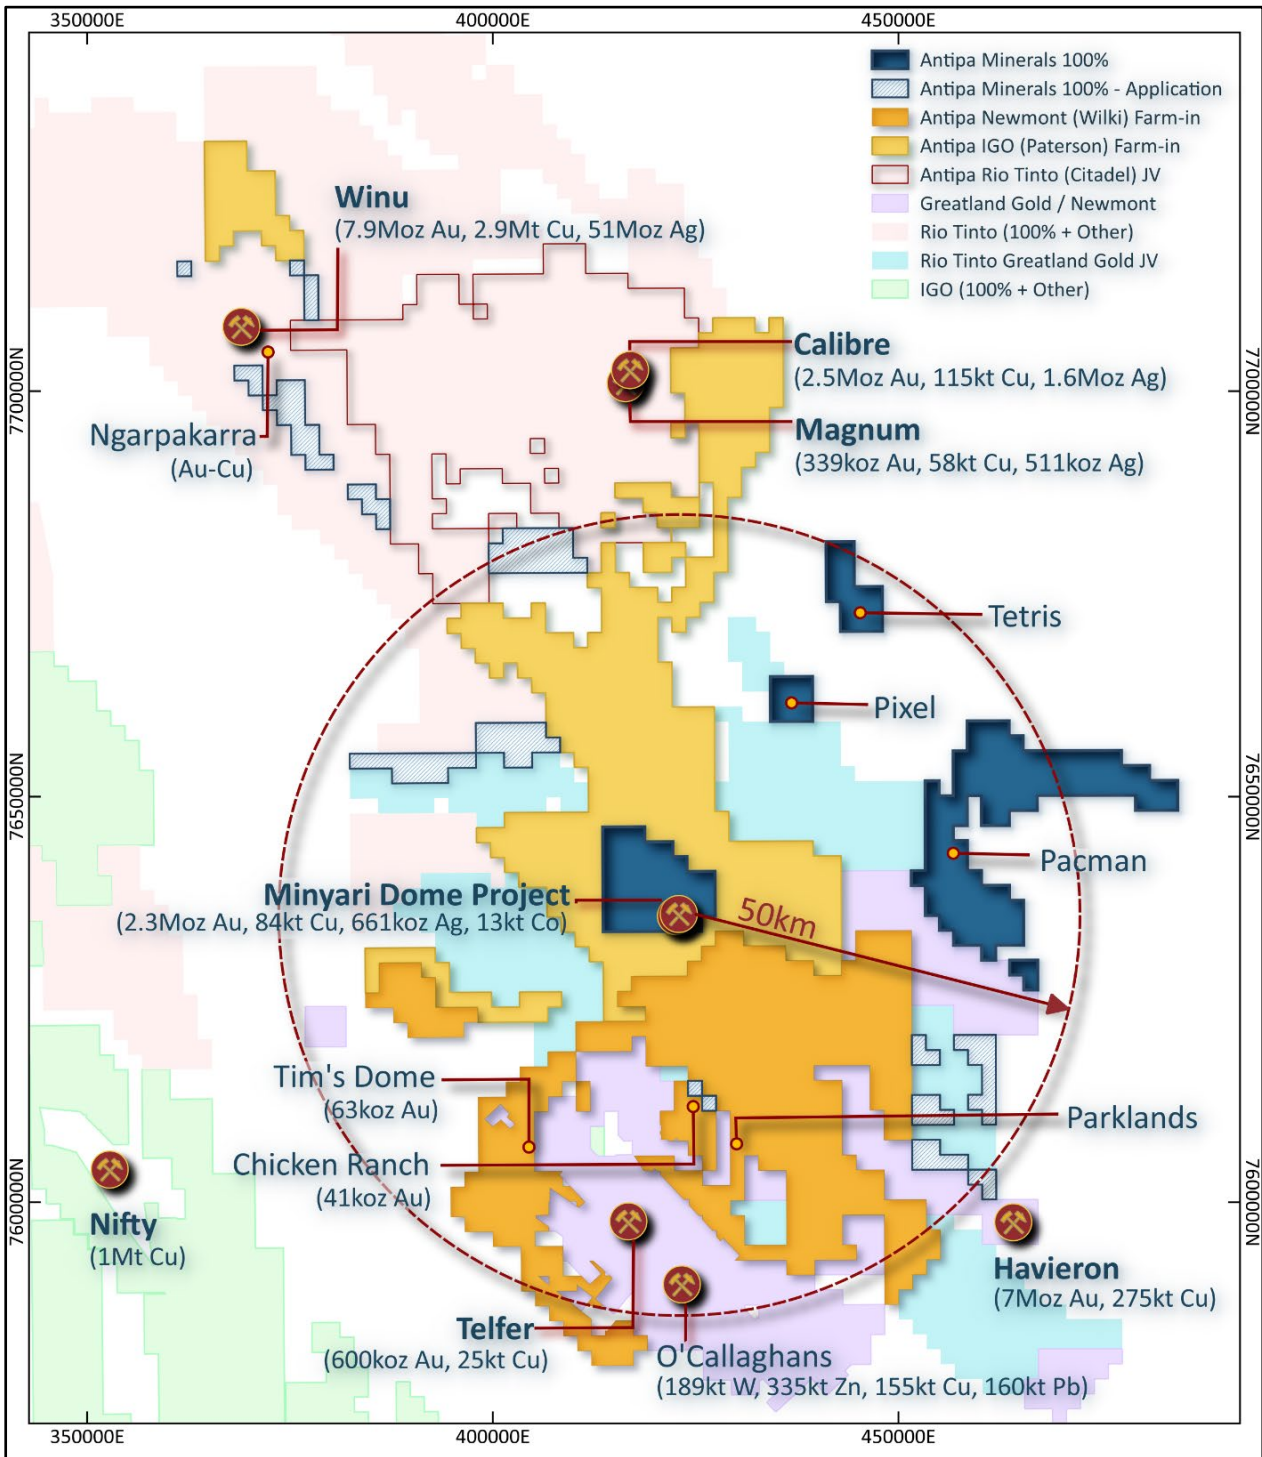 350000E
400000E
450000E
Antipa Minerals 100%
Antipa Minerals 100% - Application
Antipa Newmont (Wilki) Farm-in
Antipa IGO (Paterson) Farm-in
Antipa Rio Tinto (Citadel) JV
Greatland Gold / Newmont
Rio Tinto (100% + Other)
Rio Tinto Greatland Gold JV
IGO (100% + Other)
Winu
(7.9Moz Au, 2.9Mt Cu, 51Moz Ag)
Calibre
(2.5Moz Au, 115kt Cu, 1.6Moz Ag)
7700000N
7700000N
Magnum
(339koz Au, 58kt Cu, 511koz Ag)
Ngarpakarra
(Au-Cu)
Tetris
Pixel
7650000N
7650000N
Pacman
Minyari Dome Project
(2.3Moz Au, 84kt Cu, 661koz Ag, 13kt Co)
50km
Tim's Dome
(63koz Au)
Parklands
Chicken Ranch
(41koz Au)
7600000N
7600000N
Nifty
(1Mt Cu)
Havieron
(7Moz Au, 275kt Cu)
Telfer
(600koz Au, 25kt Cu)
O'Callaghans
(189kt W, 335kt Zn, 155kt Cu, 160kt Pb)
350000E
400000E
450000E